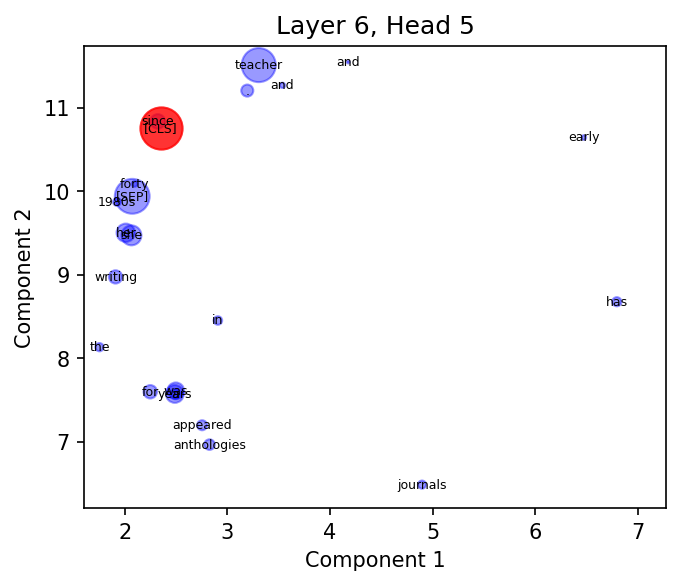 Layer 6, Head 5
teacher
and
and
since
[CLS]
early
forty
[SEP]
1980s
her
she
writing
has
in
the
for
was
years
appeared
anthologies
journals
11
10
9
8
7
Component 2
2 3 4 5 6 7
Component 1